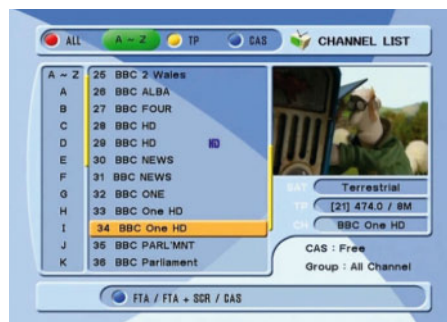 ALL A ~ Z TP CAS CHANNEL LIST
A ~ Z
A
B
C
D
E
F
G
H
I
J
K
25 BBC 2 Wales
26 BBC ALBA
27 BBC FOUR
28 BBC HD
29 BBC HD HD
30 BBC NEWS
31 BBC NEWS
32 BBC ONE
33 BBC One HD
34 BBC One HD
35 BBC PARL'MNT
36 BBC Parliament
SAT Terrestrial
TP [21] 474.0 / 8M
CH BBC One HD
CAS : Free
Group : All Channel
FTA / FTA + SCR / CAS